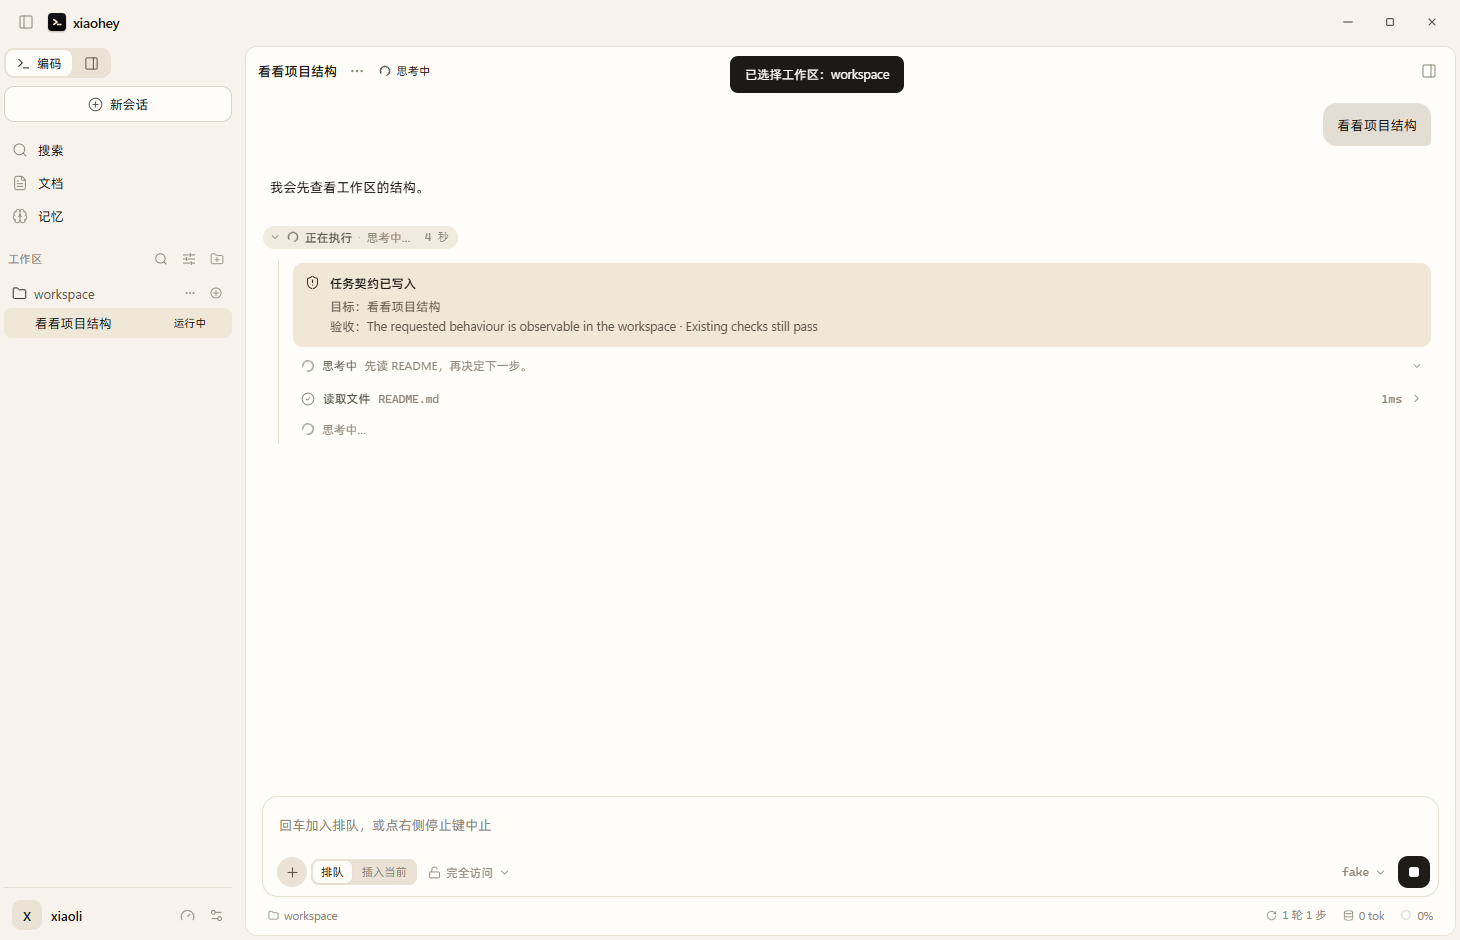 xiaohey
编码
新会话
搜索
文档
记忆
工作区
workspace
看看项目结构 运行中
X xiaoli
看看项目结构 思考中
已选择工作区：workspace
看看项目结构
我会先查看工作区的结构。
正在执行 · 思考中... 4 秒
任务契约已写入
目标：看看项目结构
验收：The requested behaviour is observable in the workspace · Existing checks still pass
思考中 先读 README，再决定下一步。
读取文件 README.md 1ms
思考中...
回车加入排队，或点右侧停止键中止
排队 插入当前 完全访问 fake
workspace 1 轮 1 步 0 tok 0%